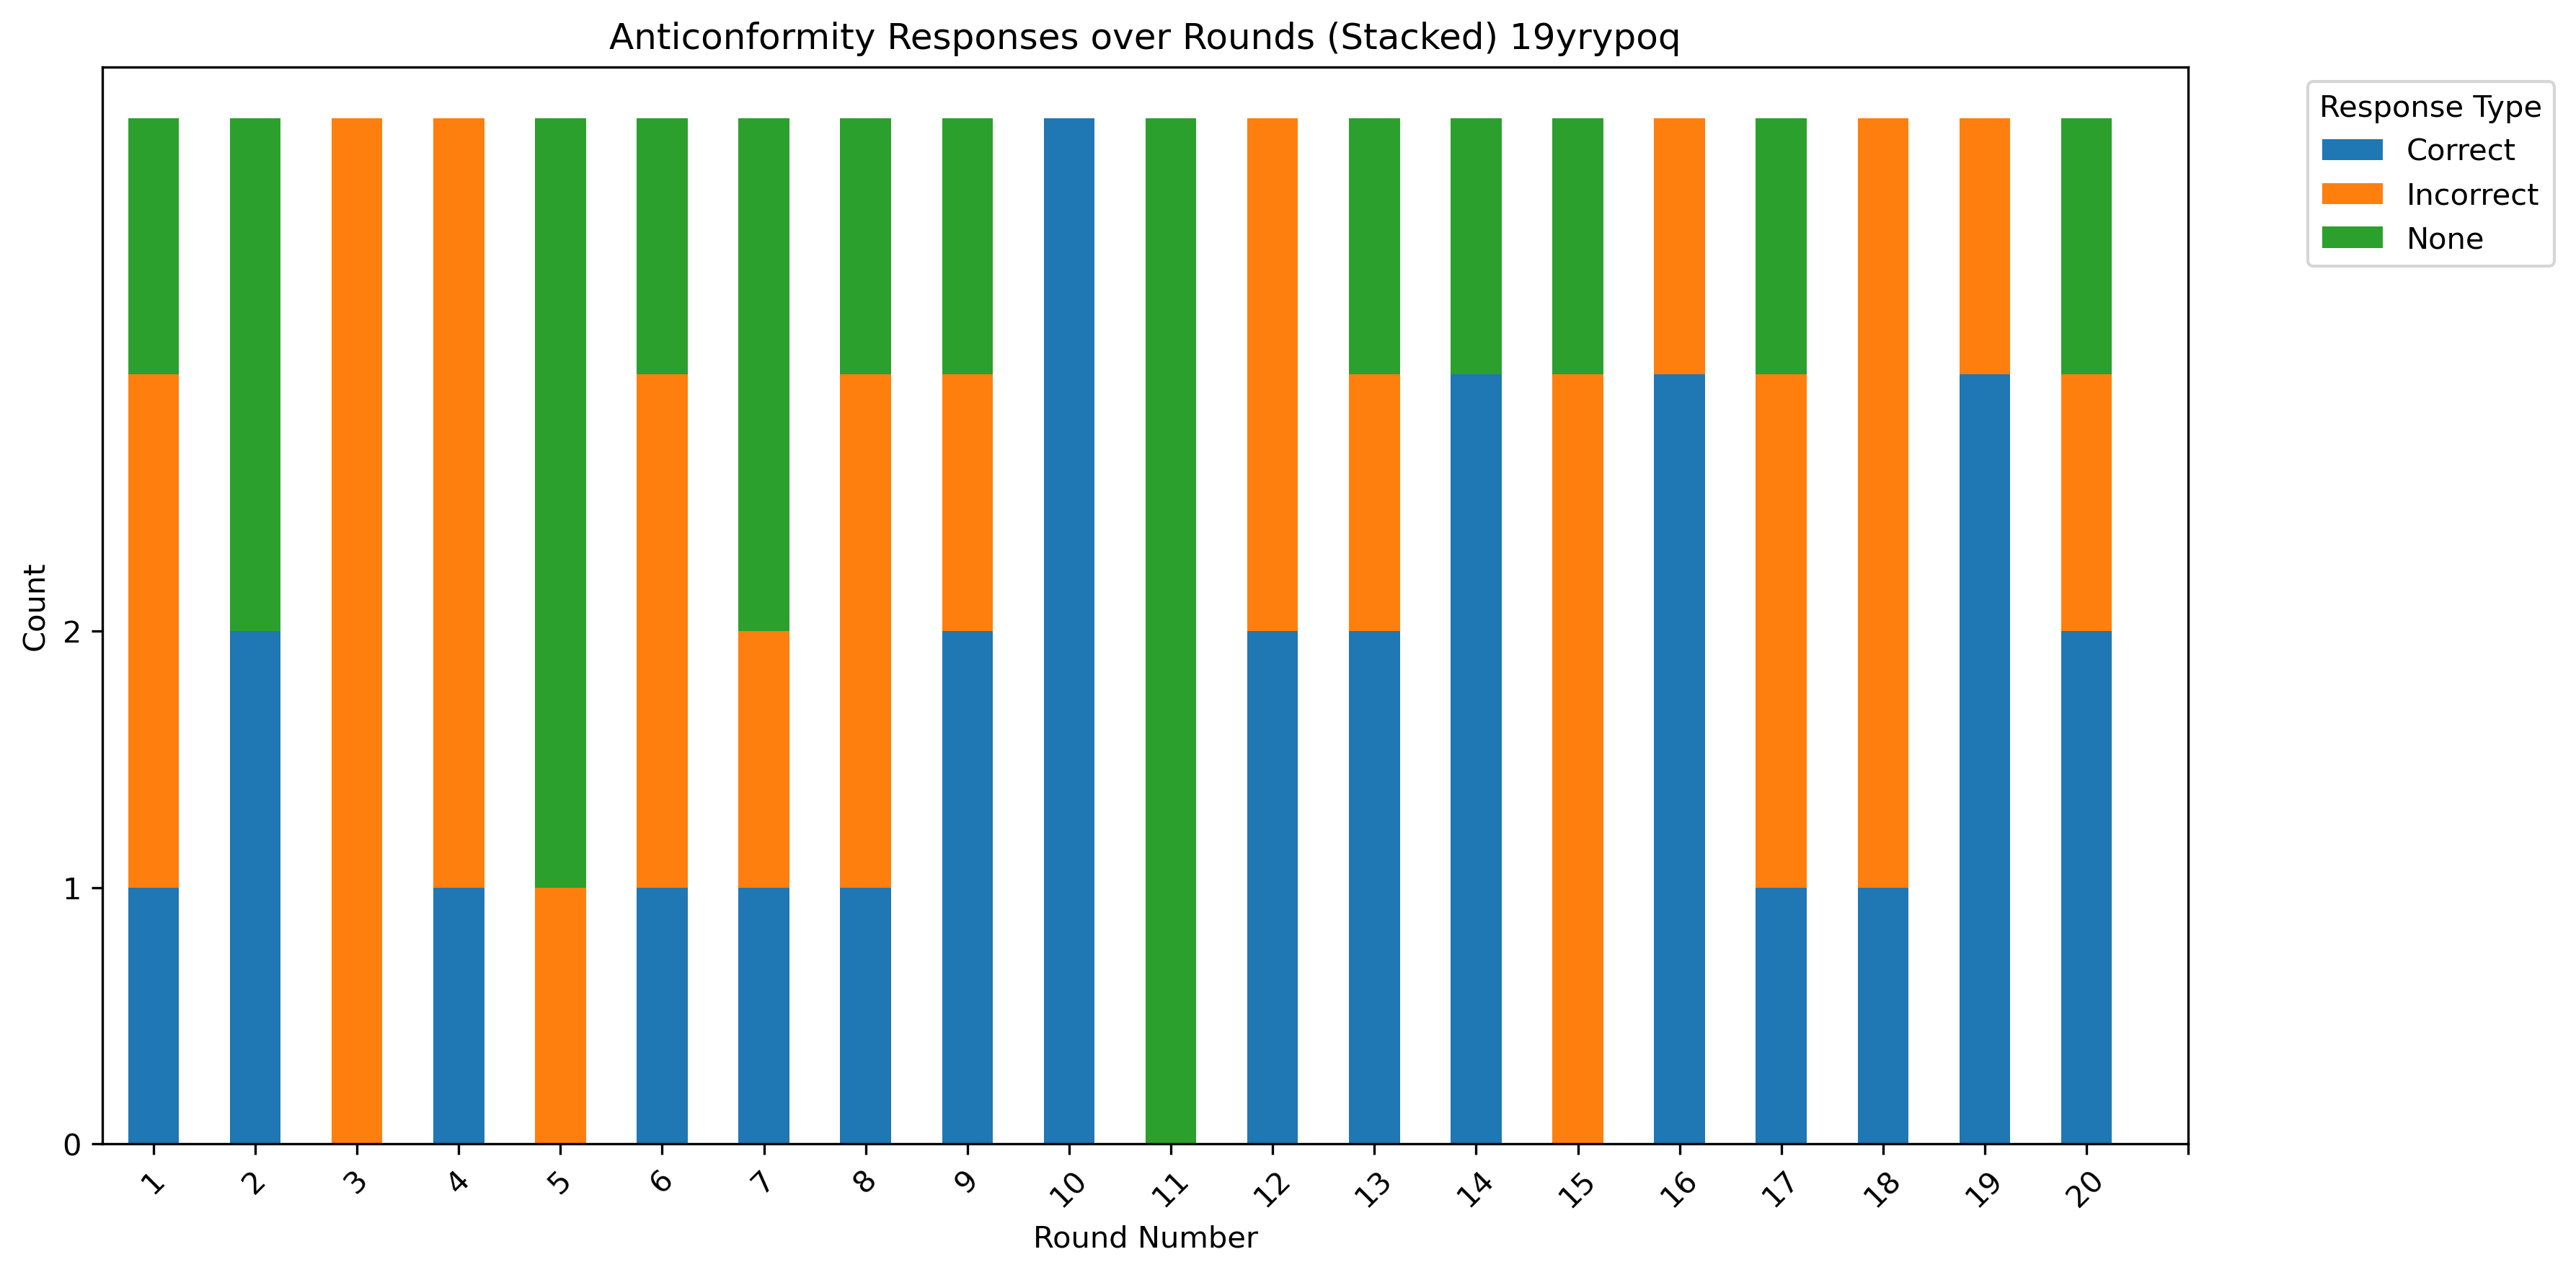 Anticonformity Responses over Rounds (Stacked) 19yrypoq
Response Type
Correct
Incorrect
None
Count
2
1
0
1 2 3 4 5 6 7 8 9 10 11 12 13 14 15 16 17 18 19 20
Round Number